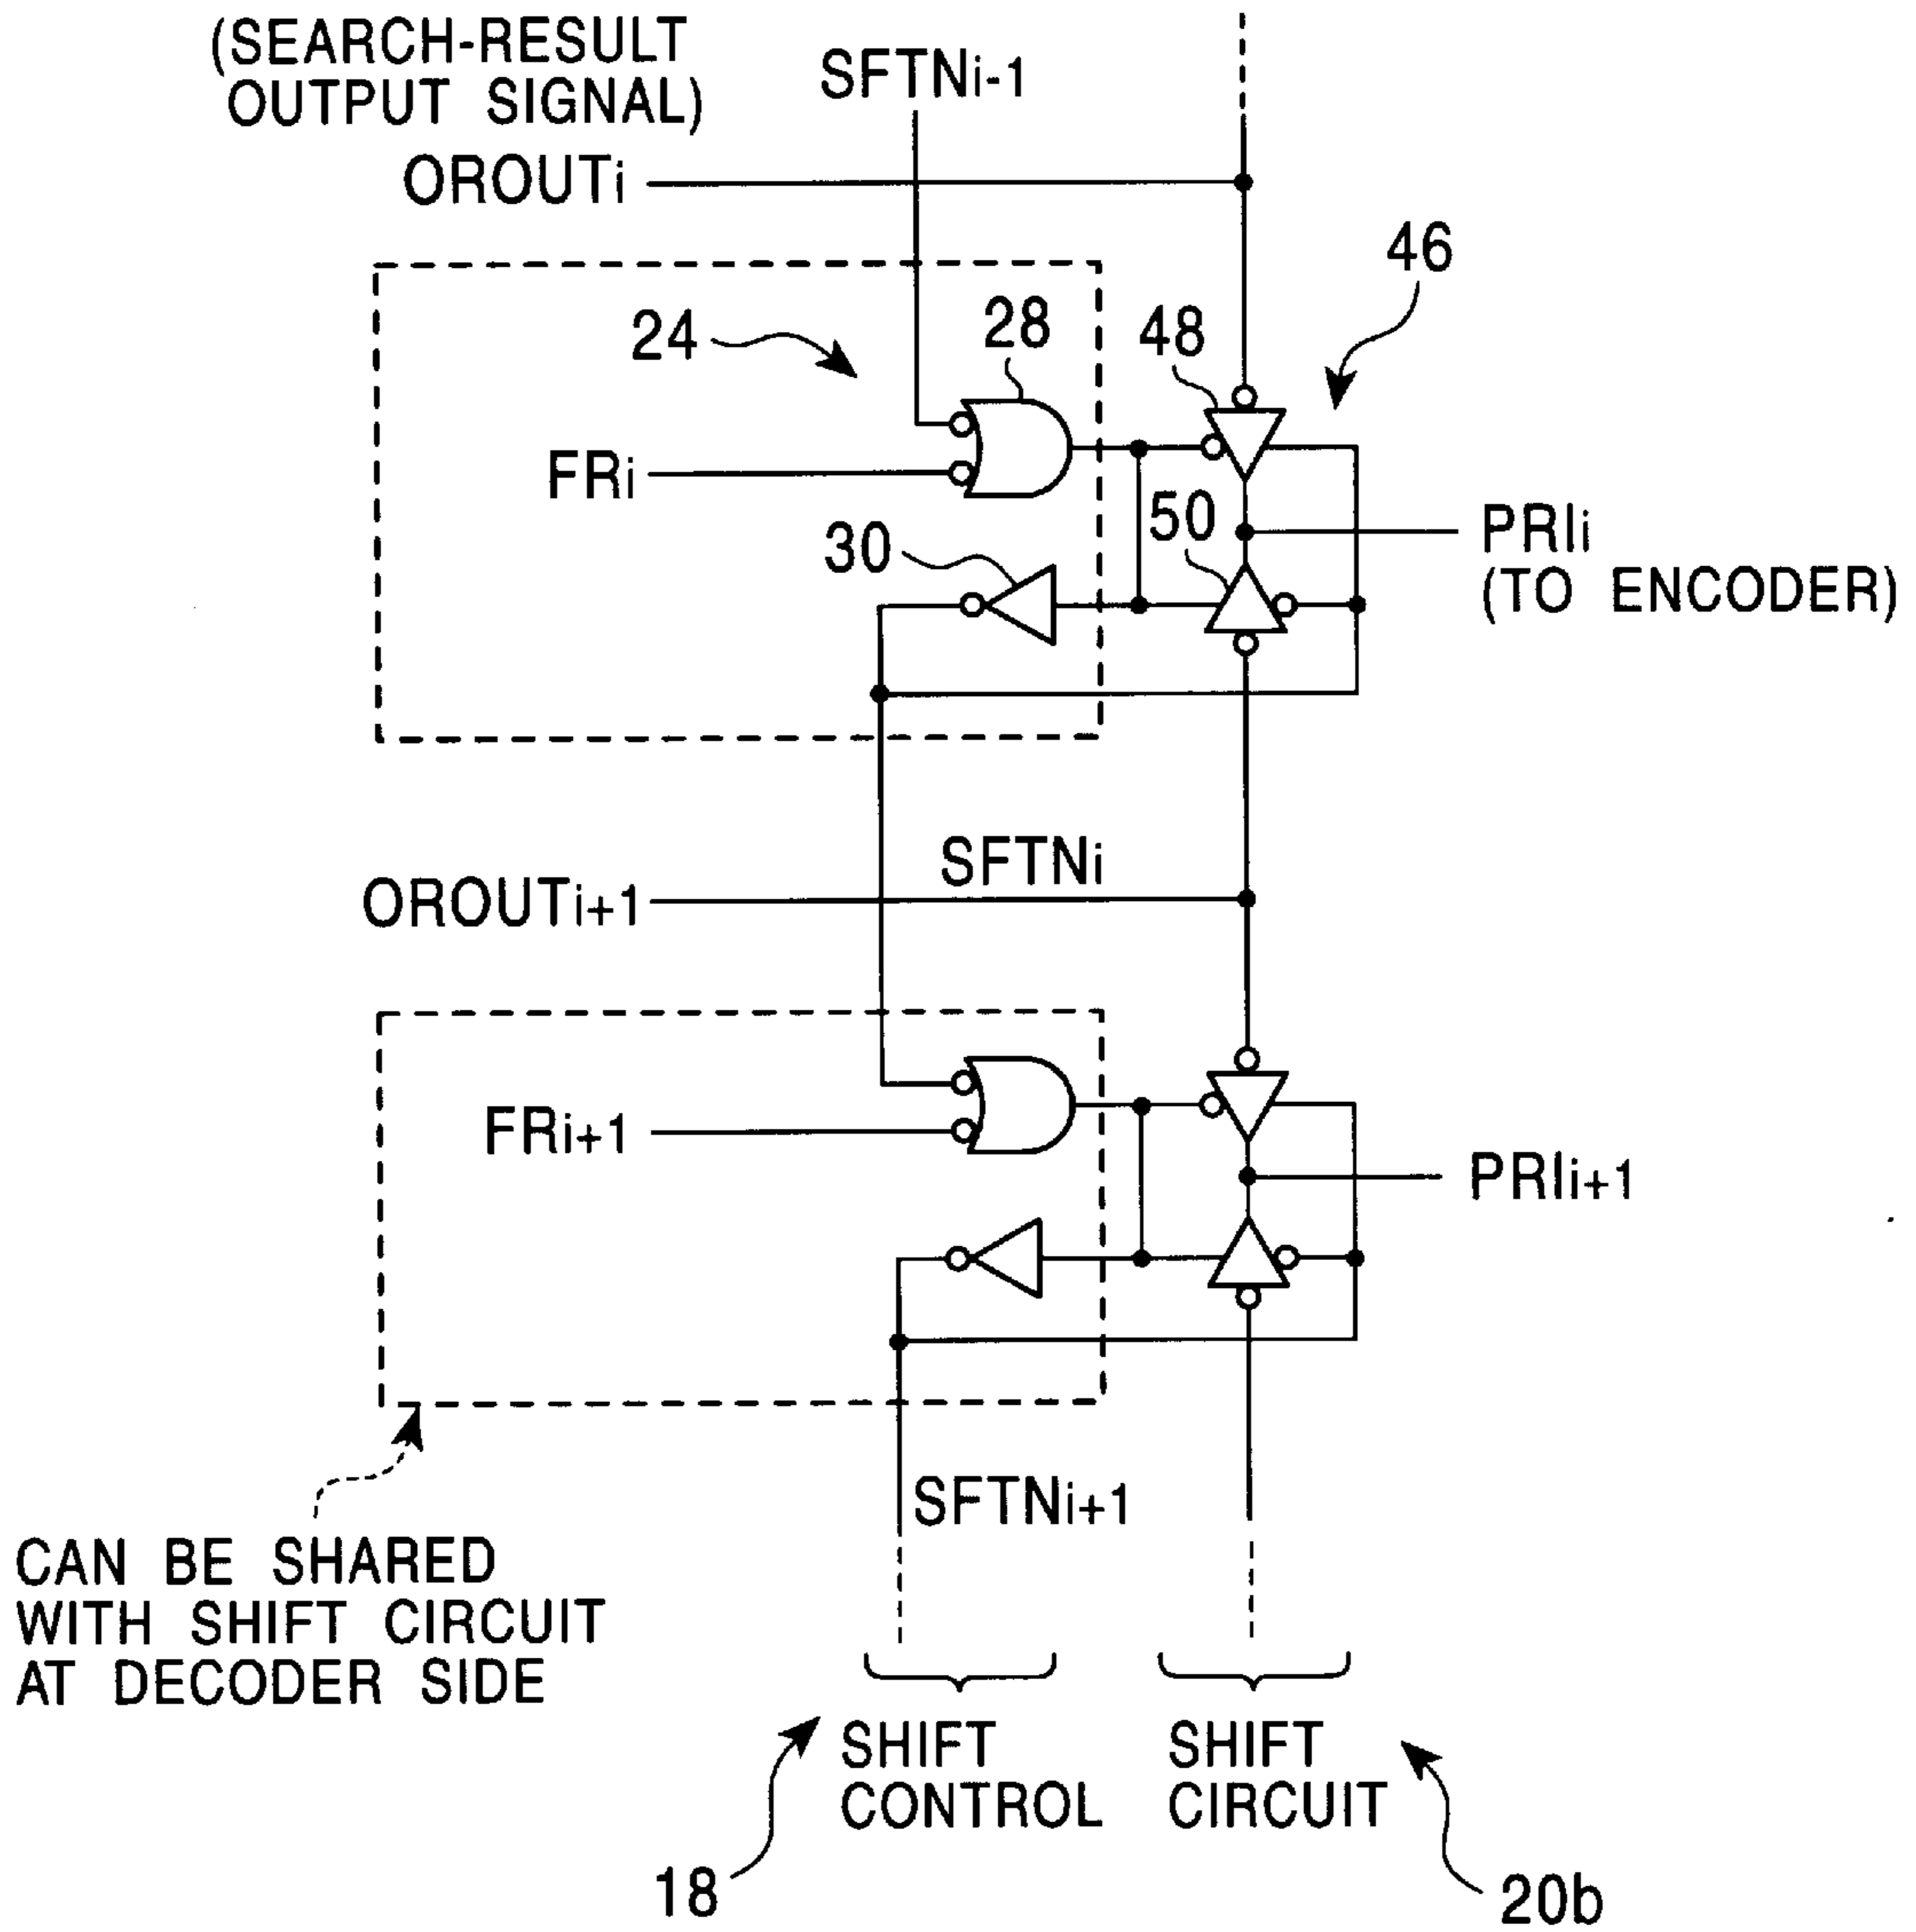 (SEARCH-RESULT
OUTPUT SIGNAL)
SFTNi-1
OROUTi
46
24
28
48
FRi
50
PRIi
(TO ENCODER)
30
SFTNi
OROUTi+1
FRi+1
PRIi+1
SFTNi+1
CAN BE SHARED
WITH SHIFT CIRCUIT
AT DECODER SIDE
SHIFT
CONTROL
SHIFT
CIRCUIT
18
20b